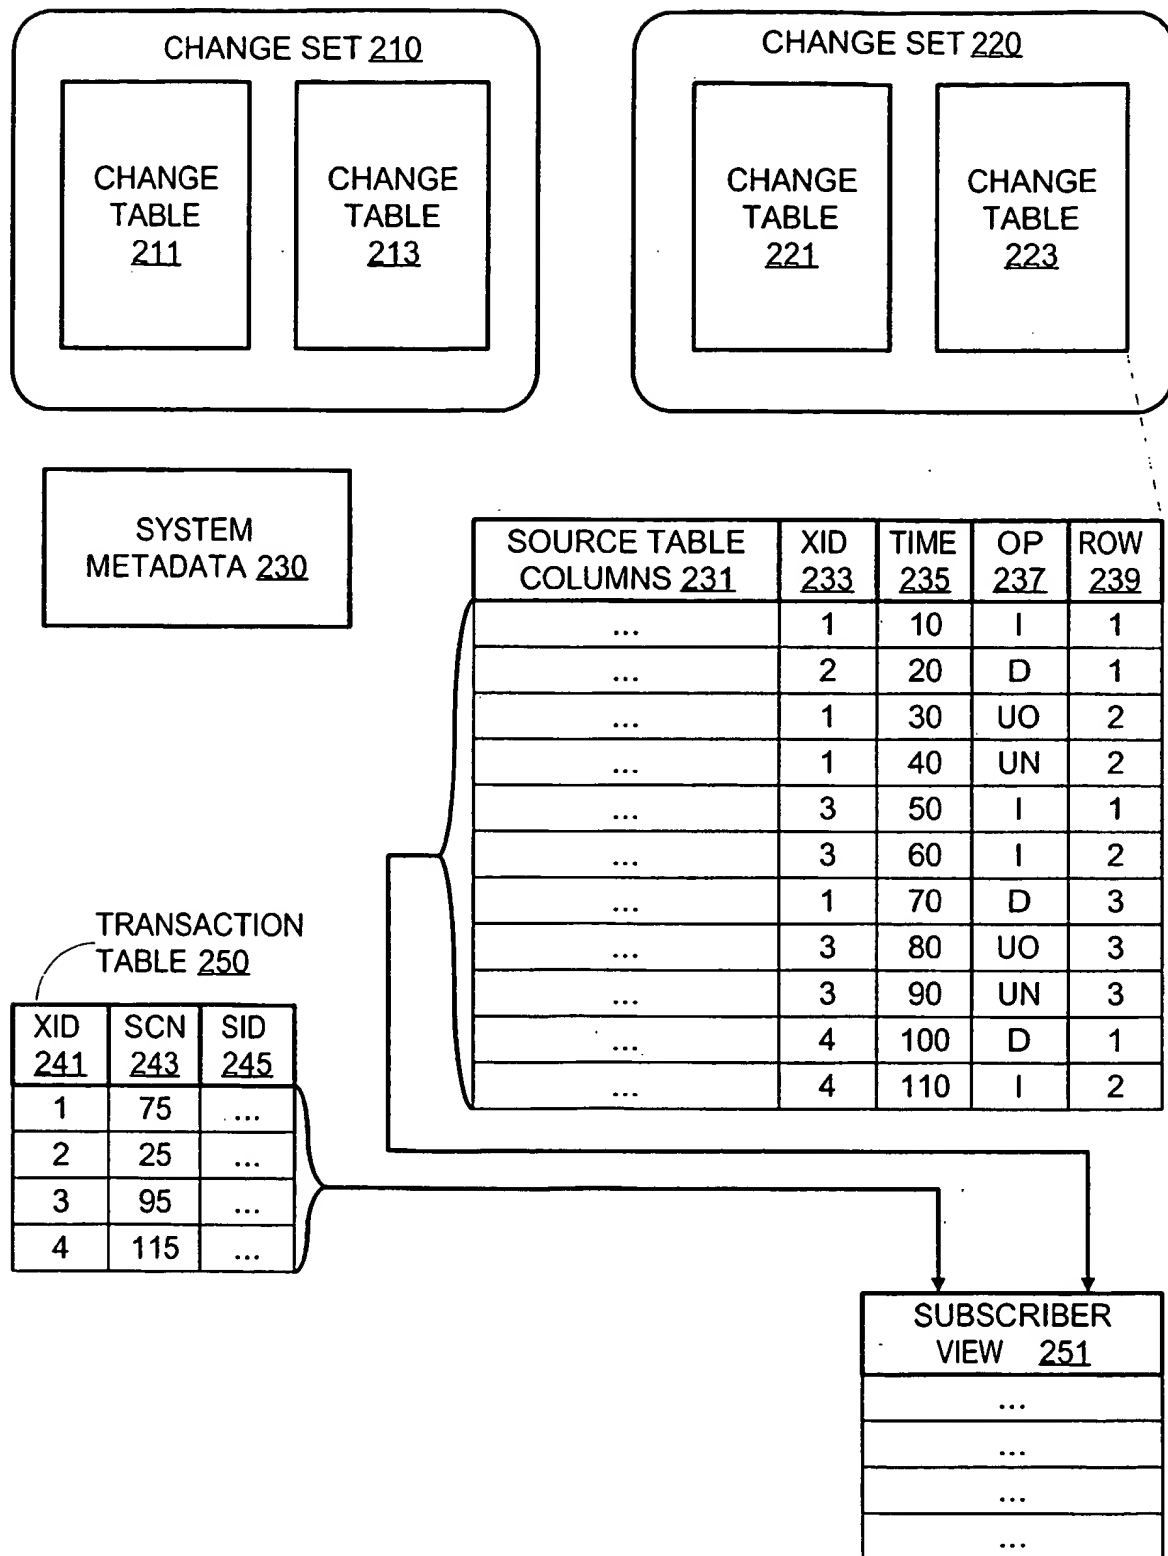 CHANGE SET 210
CHANGE TABLE 211
CHANGE TABLE 213
CHANGE SET 220
CHANGE TABLE 221
CHANGE TABLE 223
SYSTEM
METADATA 230
SOURCE TABLE COLUMNS 231 XID 233 TIME 235 OP 237 ROW 239
... 1 10 I 1
... 2 20 D 1
... 1 30 UO 2
... 1 40 UN 2
... 3 50 I 1
... 3 60 I 2
... 1 70 D 3
... 3 80 UO 3
... 3 90 UN 3
... 4 100 D 1
... 4 110 I 2
TRANSACTION
TABLE 250
XID 241 SCN 243 SID 245
1 75 ...
2 25 ...
3 95 ...
4 115 ...
SUBSCRIBER
VIEW 251
...
...
...
...